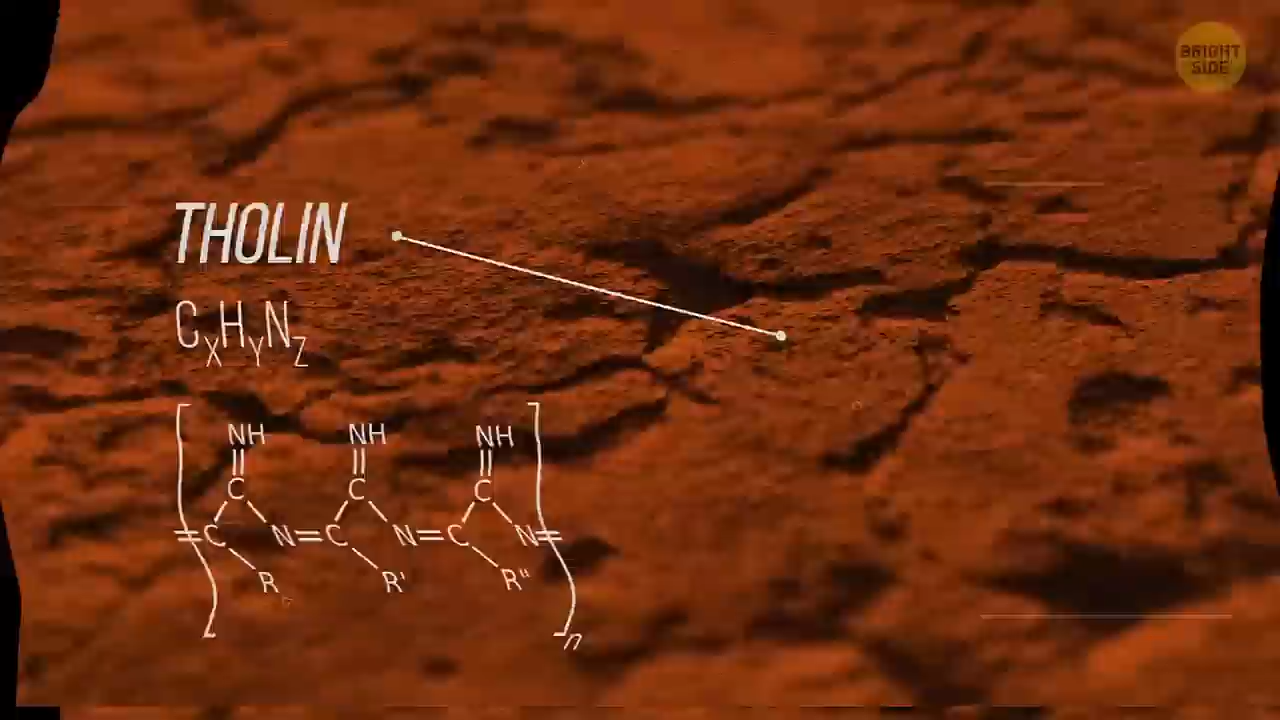 BRIGHT
SIDE
THOLIN
CXHYNZ
NH NH NH
C C C
C N=C N=C N
R R' R"
n